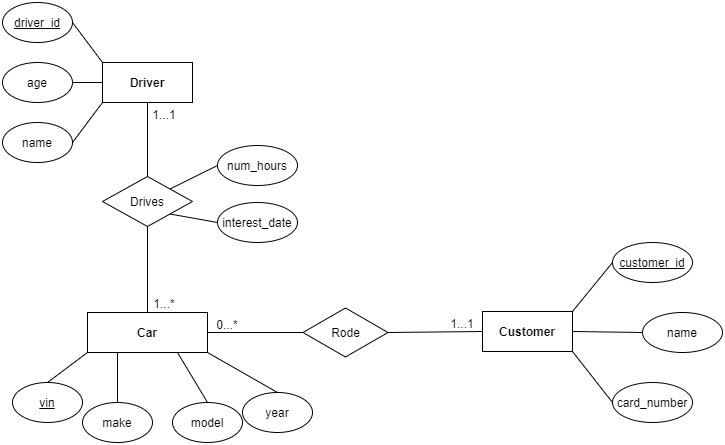 driver_id
age
Driver
name
1...1
num_hours
Drives
interest_date
1...*
Car
0...*
Rode
1...1
Customer
customer_id
name
card_number
vin
make
model
year